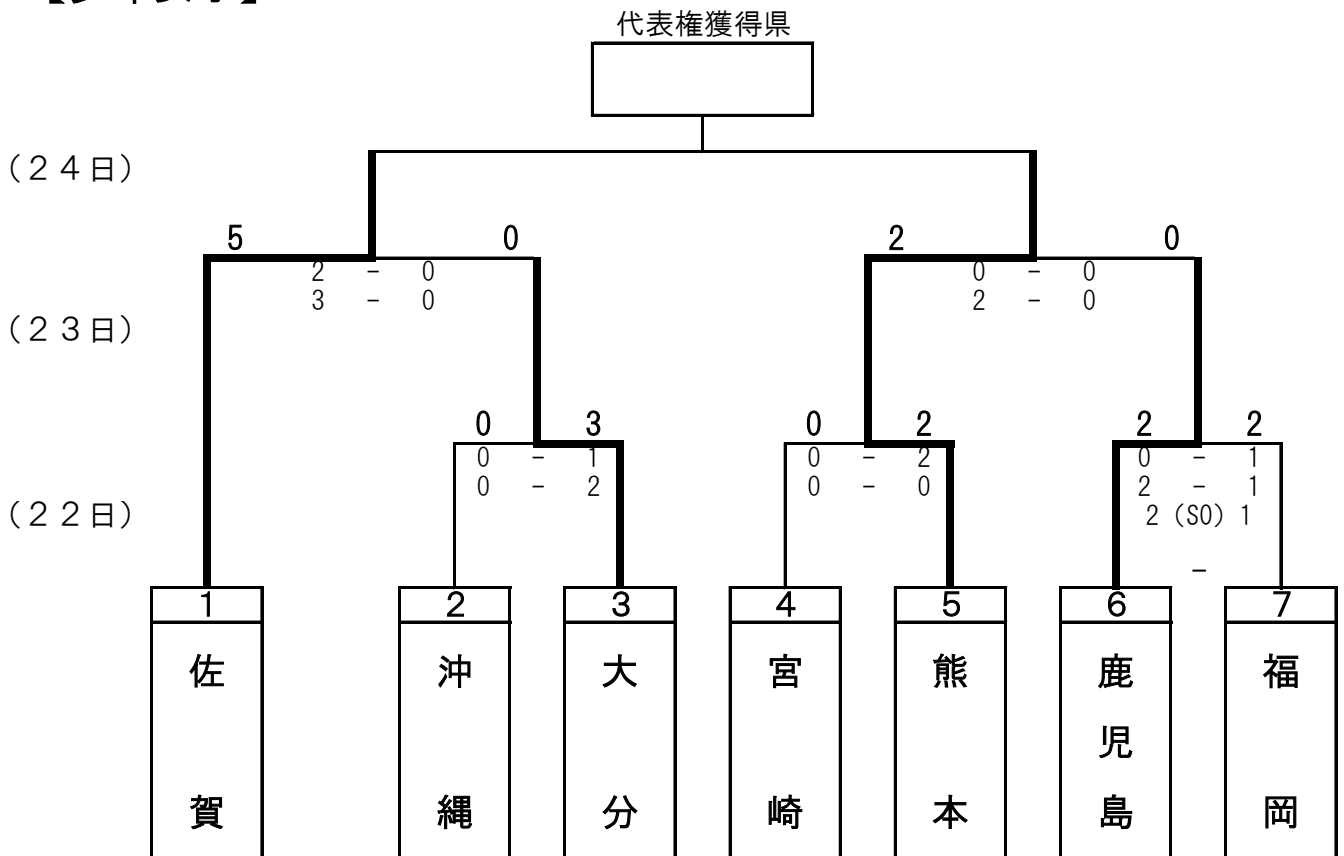 代表権獲得県
（２４日）
5 0 2 0
2 - 0 0 - 0
3 - 0 2 - 0
（２３日）
0 3 0 2 2 2
0 - 1 0 - 2 0 - 1
0 - 2 0 - 0 2 - 1
（２２日）
2 (SO) 1
-
1 2 3 4 5 6 7
佐賀 沖縄 大分 宮崎 熊本 鹿児島 福岡